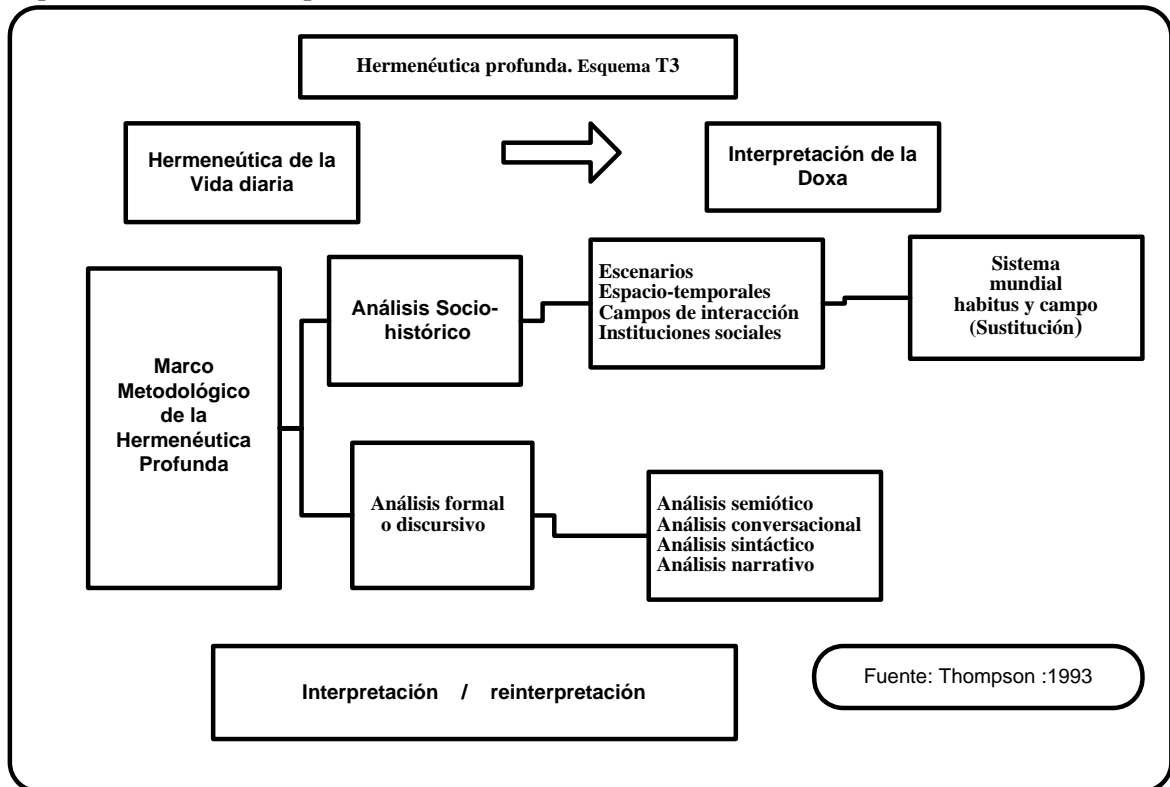 Hermenéutica profunda. Esquema T3
Hermeneútica de la
Vida diaria
Interpretación de la
Doxa
Marco
Metodológico
de la
Hermenéutica
Profunda
Análisis Socio-
histórico
Escenarios
Espacio-temporales
Campos de interacción
Instituciones sociales
Sistema
mundial
habitus y campo
(Sustitución)
Análisis formal
o discursivo
Análisis semiótico
Análisis conversacional
Análisis sintáctico
Análisis narrativo
Interpretación / reinterpretación
Fuente: Thompson :1993